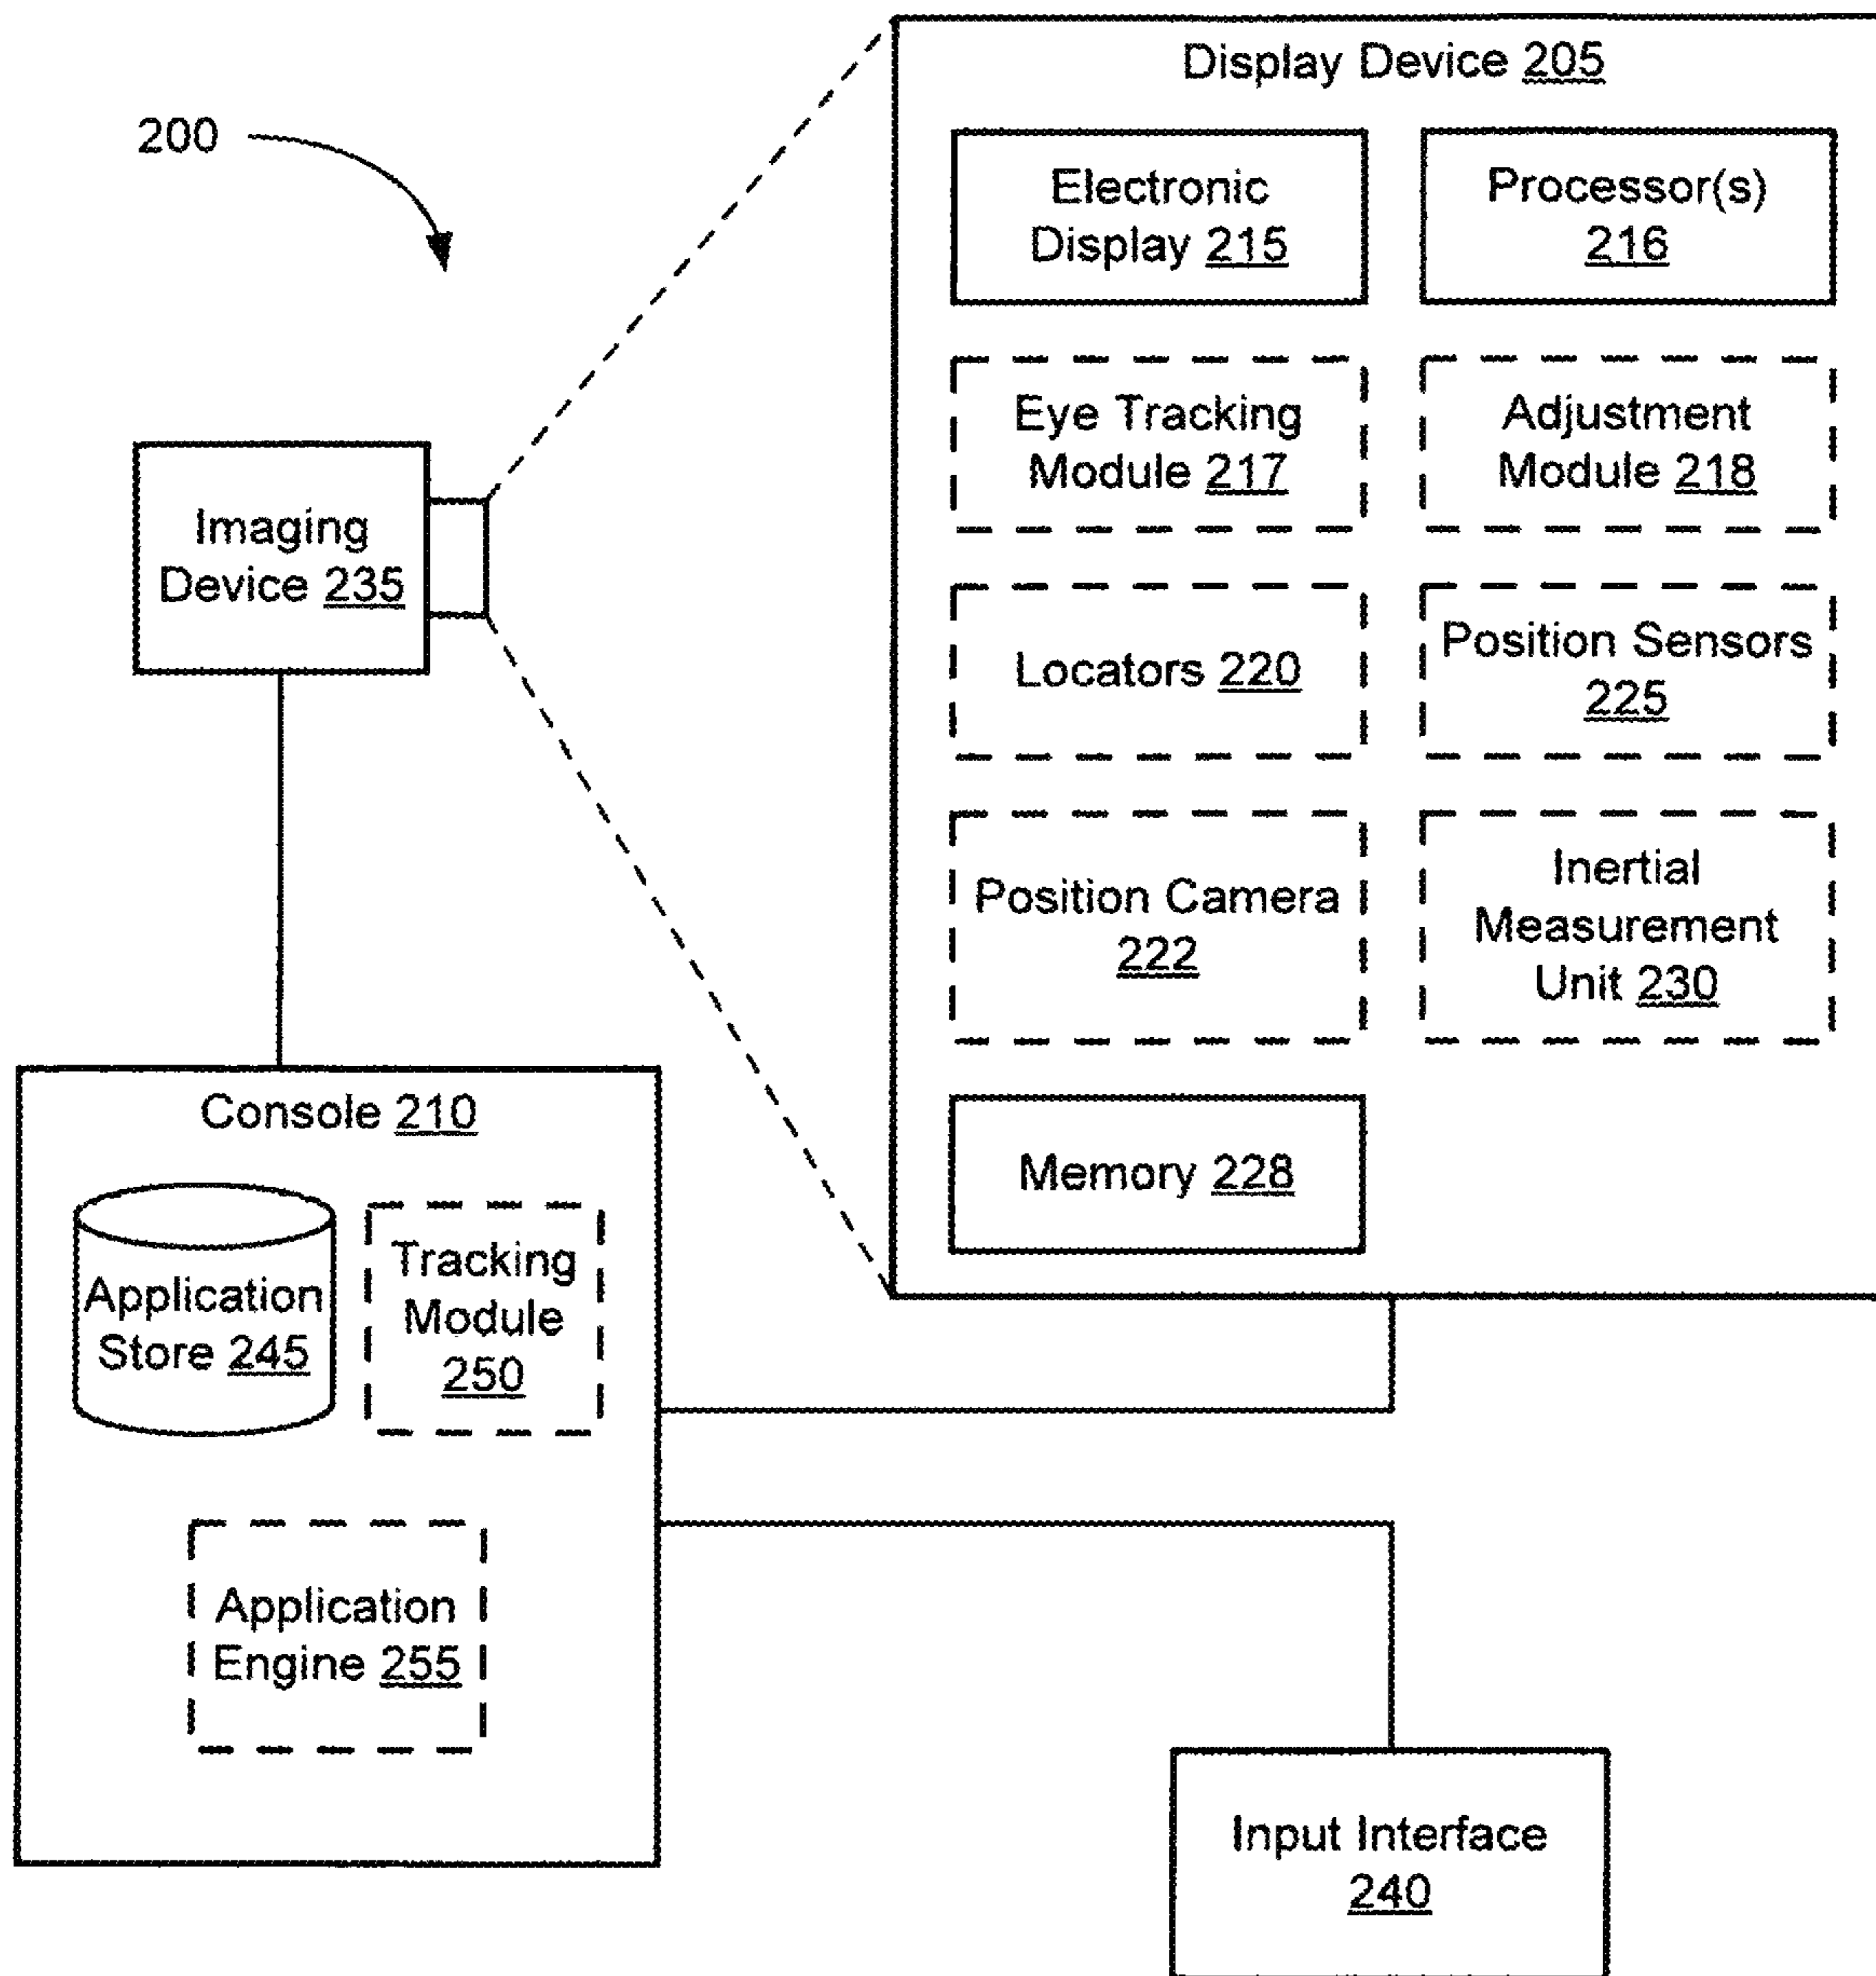 200
Display Device 205
Electronic
Display 215
Processor(s)
216
Eye Tracking
Module 217
Adjustment
Module 218
Locators 220
Position Sensors
225
Position Camera
222
Inertial
Measurement
Unit 230
Memory 228
Imaging
Device 235
Console 210
Application
Store 245
Tracking
Module
250
Application
Engine 255
Input Interface
240